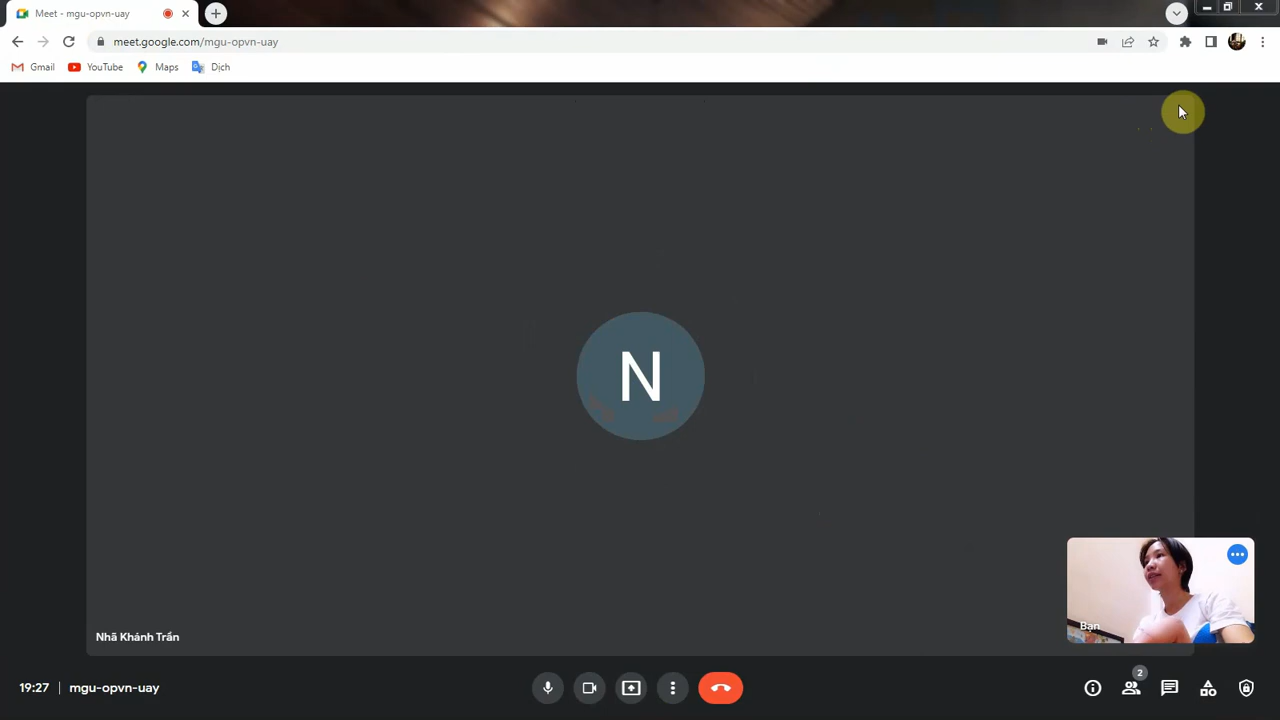 Meet - mgu-opvn-uay
meet.google.com/mgu-opvn-uay
Gmail YouTube Maps Dịch
N
Nhã Khánh Trần
Bạn
19:27 | mgu-opvn-uay
2